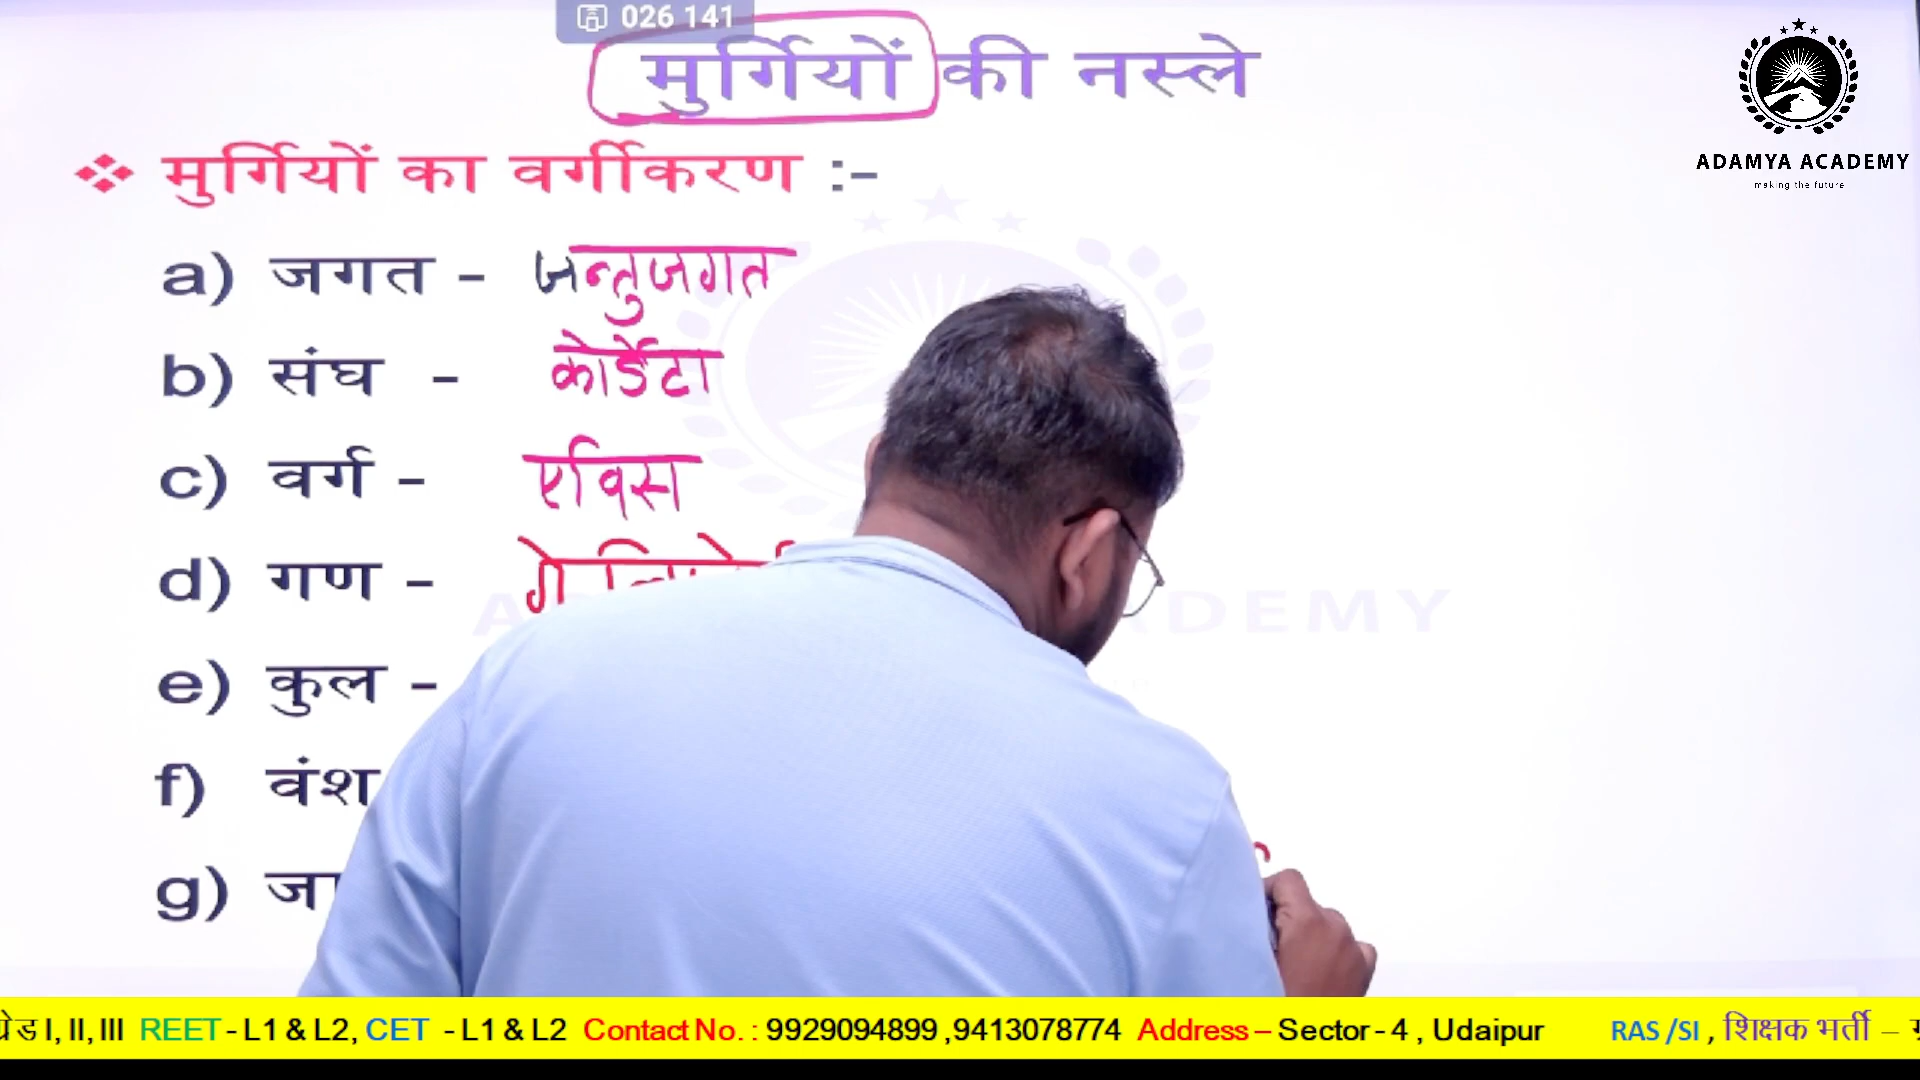 026 141
मुर्गियों की नस्ले
ADAMYA ACADEMY
making the future
❖ मुर्गियों का वर्गीकरण :-
a) जगत - जन्तुजगत
b) संघ - कोर्डेटा
c) वर्ग - एविस
d) गण -
e) कुल -
f) वंश
g)
ग्रेड I, II, III REET - L1 & L2, CET - L1 & L2 Contact No. : 9929094899 ,9413078774 Address – Sector - 4 , Udaipur RAS /SI , शिक्षक भर्ती –